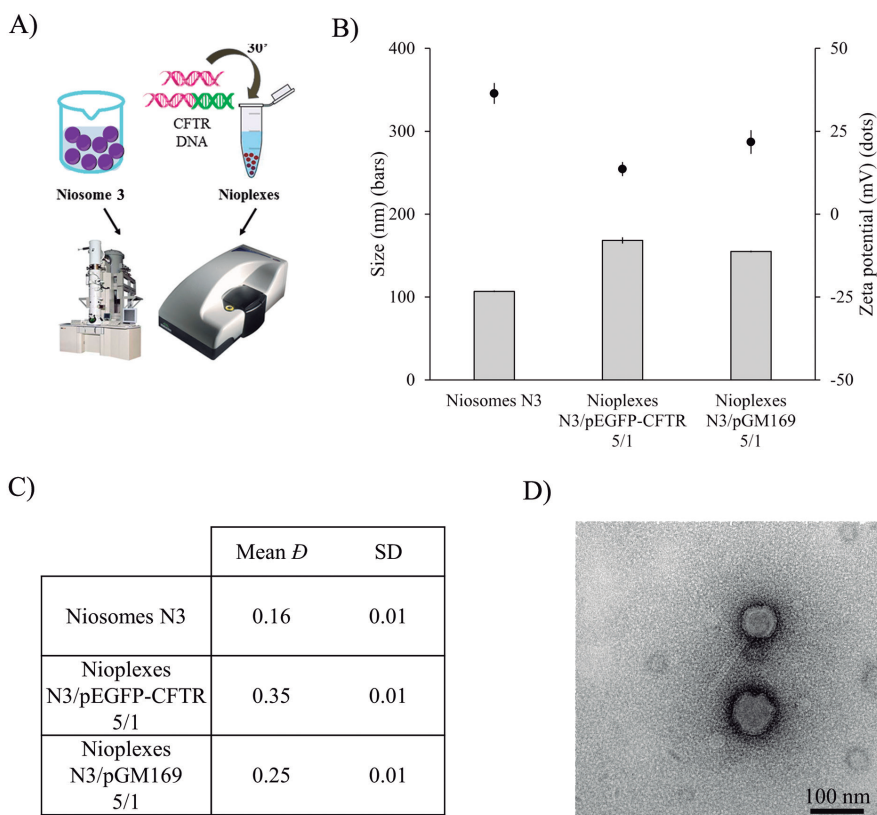 A)
30'
CFTR
DNA
Niosome 3
Nioplexes
B)
400
300
200
100
0
Size (nm) (bars)
50
25
0
-25
-50
Zeta potential (mV) (dots)
Niosomes N3
Nioplexes
N3/pEGFP-CFTR
5/1
Nioplexes
N3/pGM169
5/1
C)
Mean Đ SD
Niosomes N3 0.16 0.01
Nioplexes
N3/pEGFP-CFTR 0.35 0.01
5/1
Nioplexes
N3/pGM169 0.25 0.01
5/1
D)
100 nm